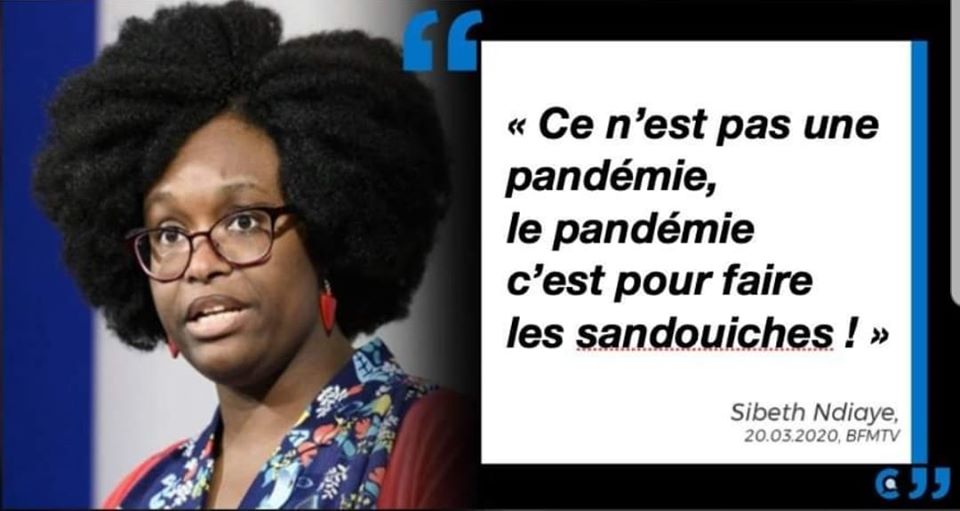 « Ce n’est pas une
pandémie,
le pandémie
c’est pour faire
les sandouiches ! »
Sibeth Ndiaye,
20.03.2020, BFMTV